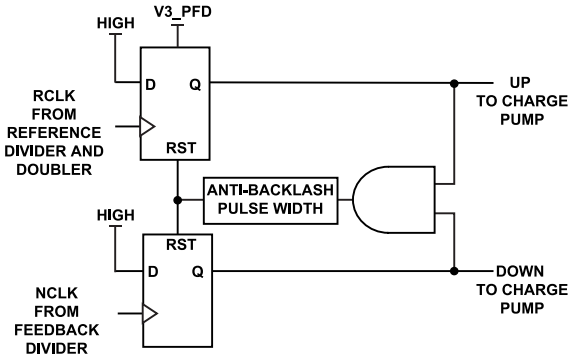 V3_PFD
HIGH
D
Q
RST
UP
TO CHARGE
PUMP
RCLK
FROM
REFERENCE
DIVIDER AND
DOUBLER
ANTI-BACKLASH
PULSE WIDTH
HIGH
RST
D
Q
DOWN
TO CHARGE
PUMP
NCLK
FROM
FEEDBACK
DIVIDER